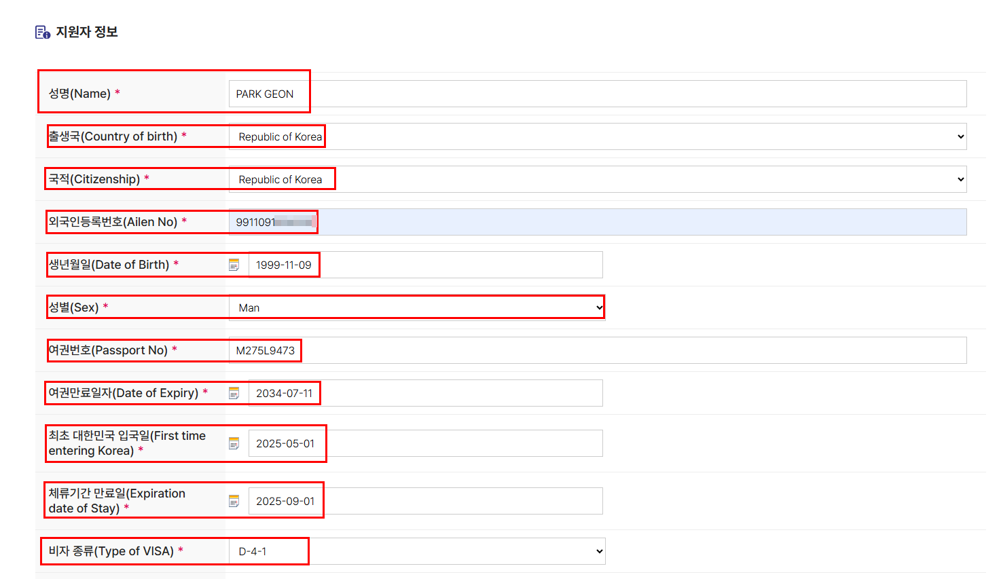 지원자 정보
성명(Name) * PARK GEON
출생국(Country of birth) * Republic of Korea
국적(Citizenship) * Republic of Korea
외국인등록번호(Ailen No) * 9911091
생년월일(Date of Birth) * 1999-11-09
성별(Sex) * Man
여권번호(Passport No) * M275L9473
여권만료일자(Date of Expiry) * 2034-07-11
최초 대한민국 입국일(First time
entering Korea) * 2025-05-01
체류기간 만료일(Expiration
date of Stay) * 2025-09-01
비자 종류(Type of VISA) * D-4-1